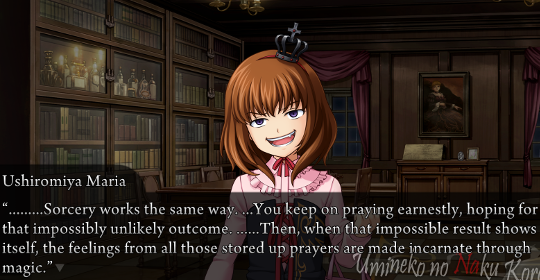 Ushiromiya Maria
“.........Sorcery works the same way. ...You keep on praying earnestly, hoping for
that impossibly unlikely outcome. ......Then, when that impossible result shows
itself, the feelings from all those stored up prayers are made incarnate through
magic.”
Umineko no Naku Kor